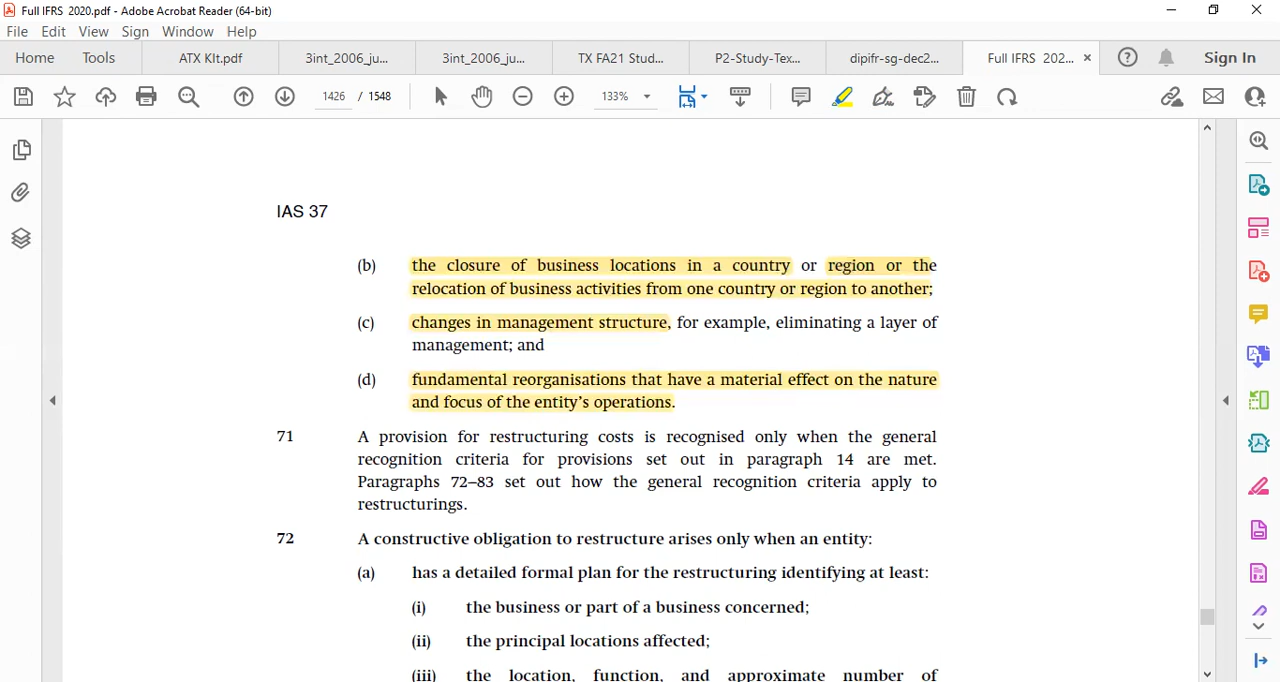 Full IFRS 2020.pdf - Adobe Acrobat Reader (64-bit)
File Edit View Sign Window Help
Home Tools ATX KIt.pdf 3int_2006_ju... 3int_2006_ju... TX FA21 Stud... P2-Study-Tex... dipifr-sg-dec2... Full IFRS 202... × Sign In
1426 / 1548 133%
IAS 37
(b) the closure of business locations in a country or region or the
relocation of business activities from one country or region to another;
(c) changes in management structure, for example, eliminating a layer of
management; and
(d) fundamental reorganisations that have a material effect on the nature
and focus of the entity’s operations.
71 A provision for restructuring costs is recognised only when the general
recognition criteria for provisions set out in paragraph 14 are met.
Paragraphs 72–83 set out how the general recognition criteria apply to
restructurings.
72 A constructive obligation to restructure arises only when an entity:
(a) has a detailed formal plan for the restructuring identifying at least:
(i) the business or part of a business concerned;
(ii) the principal locations affected;
(iii) the location, function, and approximate number of